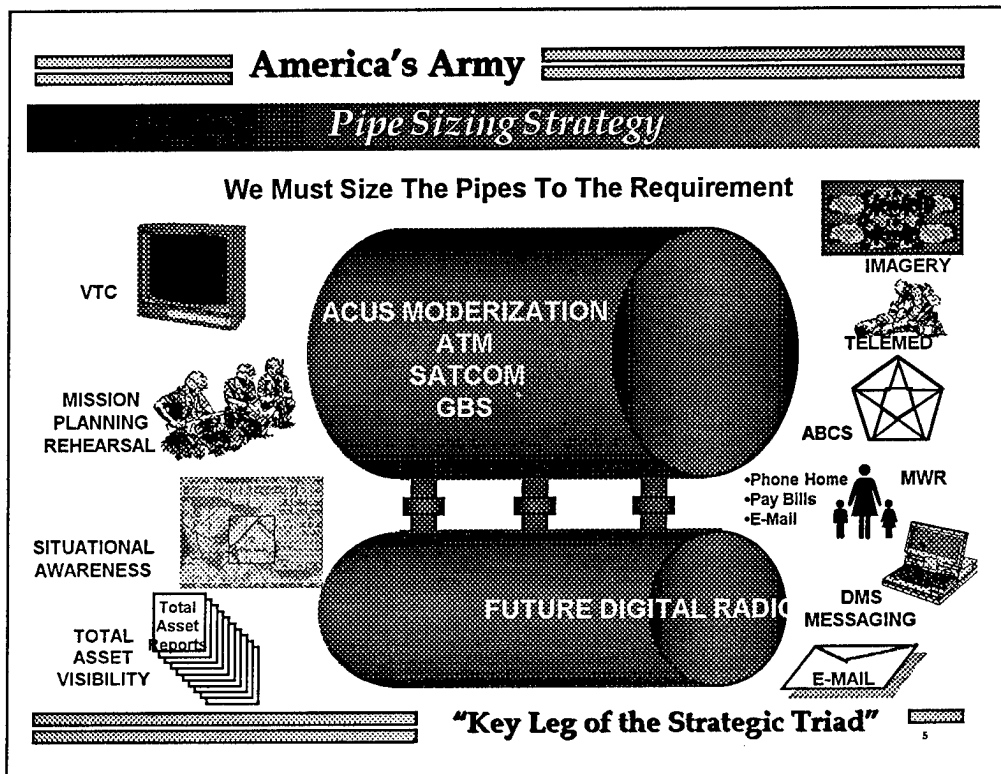 America's Army
Pipe Sizing Strategy
We Must Size The Pipes To The Requirement
VTC
MISSION
PLANNING
REHEARSAL
SITUATIONAL
AWARENESS
Total
Asset
Reports
TOTAL
ASSET
VISIBILITY
ACUS MODERIZATION
ATM
SATCOM
GBS
FUTURE DIGITAL RADIO
IMAGERY
TELEMED
ABCS
•Phone Home
•Pay Bills
•E-Mail
MWR
DMS
MESSAGING
E-MAIL
"Key Leg of the Strategic Triad"
5